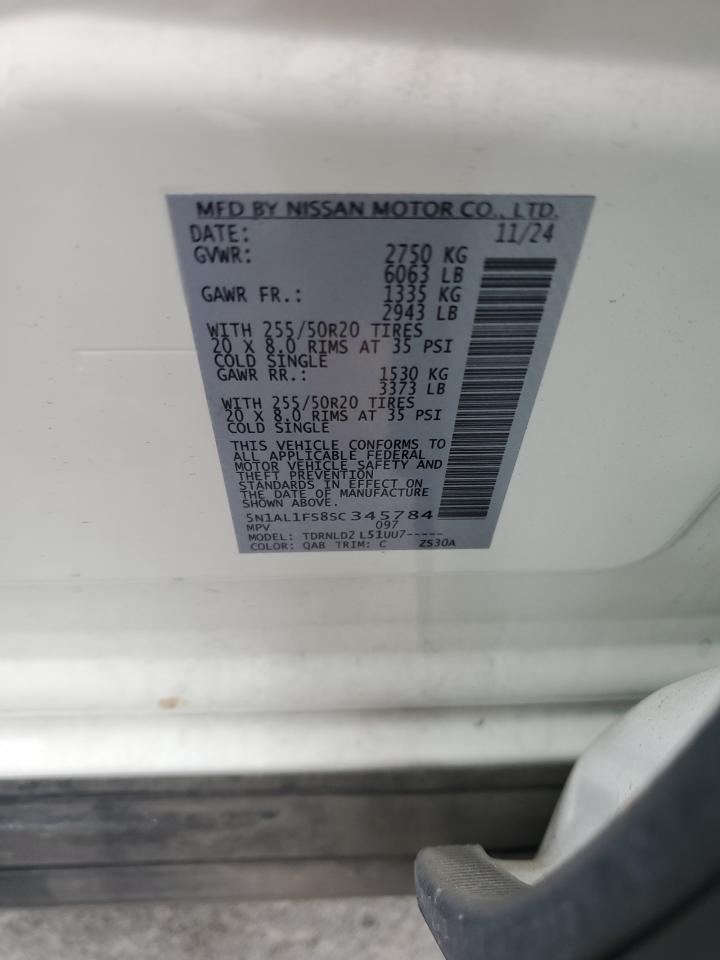 MFD BY NISSAN MOTOR CO., LTD.
DATE: 11/24
GVWR: 2750 KG
6063 LB
GAWR FR.: 1335 KG
2943 LB
WITH 255/50R20 TIRES
20 X 8.0 RIMS AT 35 PSI
COLD SINGLE
GAWR RR.: 1530 KG
3373 LB
WITH 255/50R20 TIRES
20 X 8.0 RIMS AT 35 PSI
COLD SINGLE
THIS VEHICLE CONFORMS TO
ALL APPLICABLE FEDERAL
MOTOR VEHICLE SAFETY AND
THEFT PREVENTION
STANDARDS IN EFFECT ON
THE DATE OF MANUFACTURE
SHOWN ABOVE.
5N1AL1FS8SC345784
MPV 097
MODEL: TDRNLD2 L51UU7-----
COLOR: QAB TRIM: C ZS30A